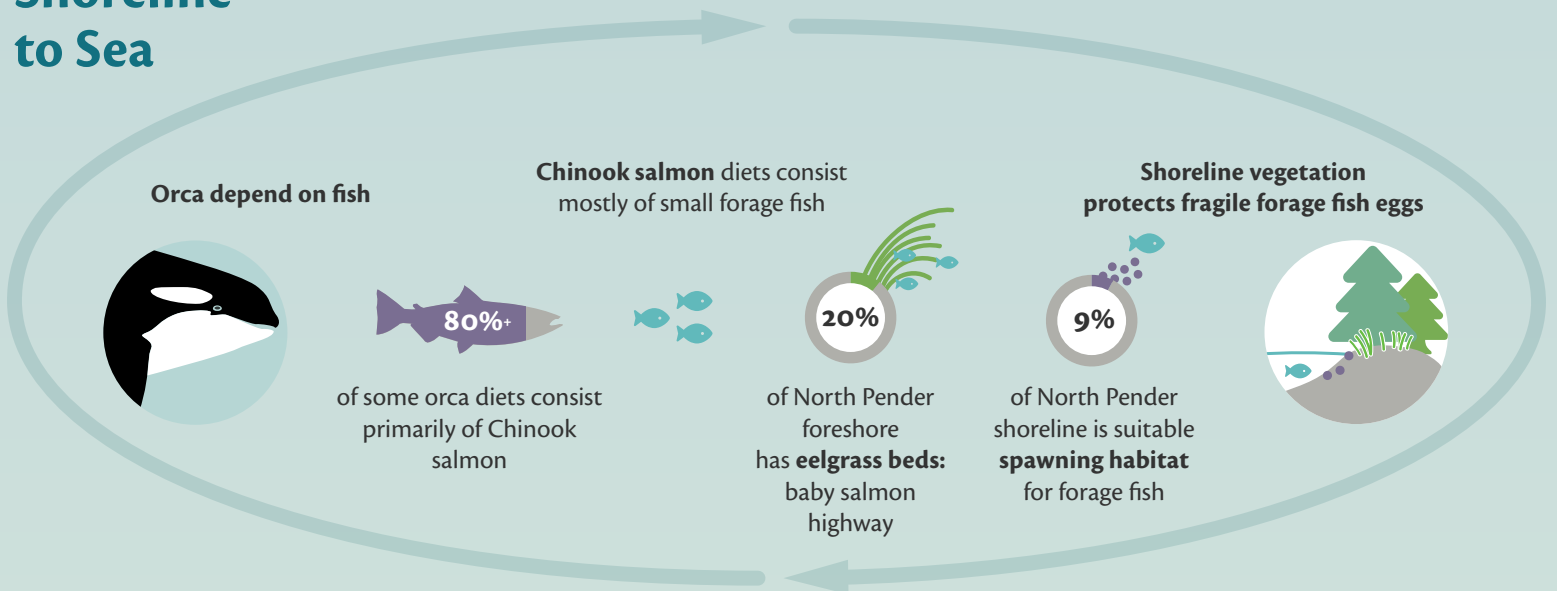 Shoreline
to Sea
Orca depend on fish
80%+
of some orca diets consist
primarily of Chinook
salmon
Chinook salmon diets consist
mostly of small forage fish
20%
of North Pender
foreshore
has eelgrass beds:
baby salmon
highway
9%
of North Pender
shoreline is suitable
spawning habitat
for forage fish
Shoreline vegetation
protects fragile forage fish eggs